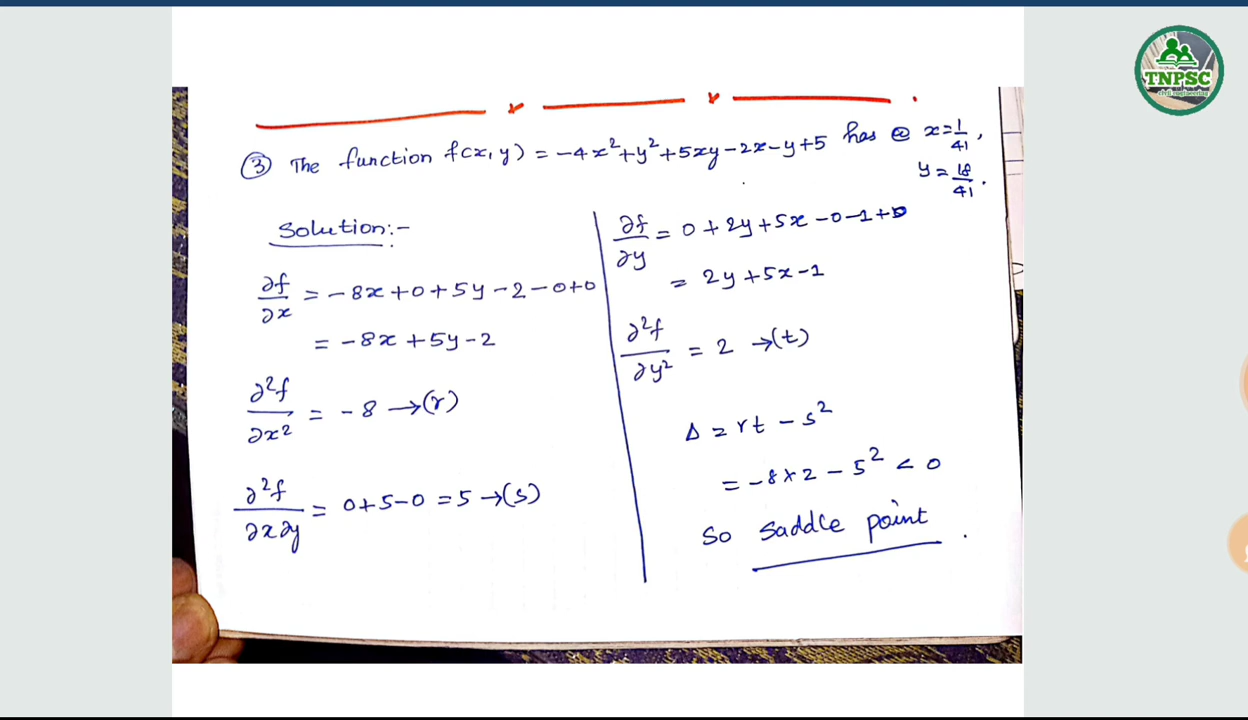 TNPSC
civil engineering
③ The function f(x, y) = -4x²+y²+5xy-2x-y+5 has @ x=1/41,
y=18/41.
Solution:-
∂f/∂x = -8x+0+5y-2-0+0
= -8x+5y-2
∂²f/∂x² = -8 →(r)
∂²f/∂x∂y = 0+5-0=5→(s)
∂f/∂y = 0+2y+5x-0-1+0
= 2y+5x-1
∂²f/∂y² = 2 →(t)
Δ = rt - s²
= -8×2-5² < 0
So saddle point.